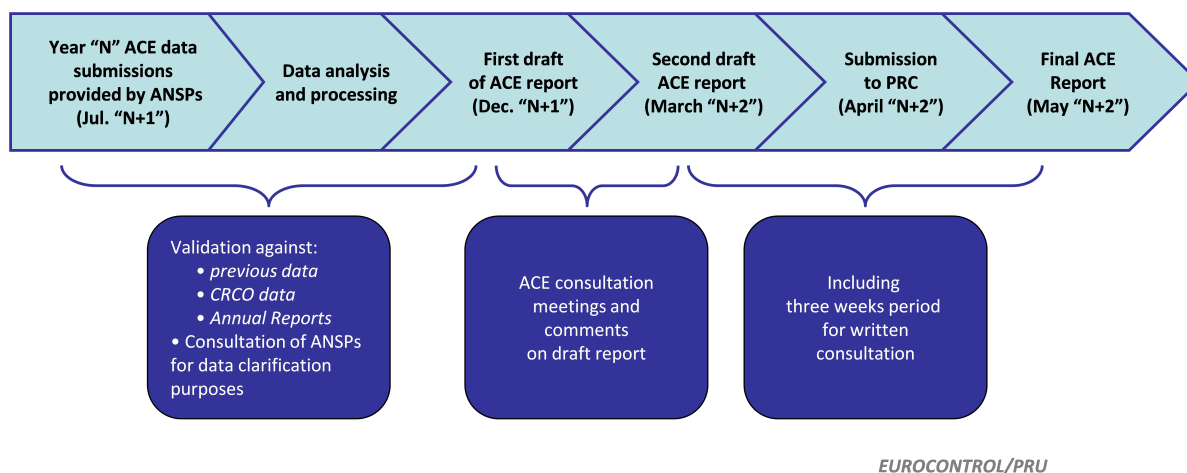 Year “N” ACE data
submissions
provided by ANSPs
(Jul. “N+1”)
Data analysis
and processing
First draft
of ACE report
(Dec. “N+1”)
Second draft
ACE report
(March “N+2”)
Submission
to PRC
(April “N+2”)
Final ACE
Report
(May “N+2”)
Validation against:
• previous data
• CRCO data
• Annual Reports
• Consultation of ANSPs
for data clarification
purposes
ACE consultation
meetings and
comments
on draft report
Including
three weeks period
for written
consultation
EUROCONTROL/PRU